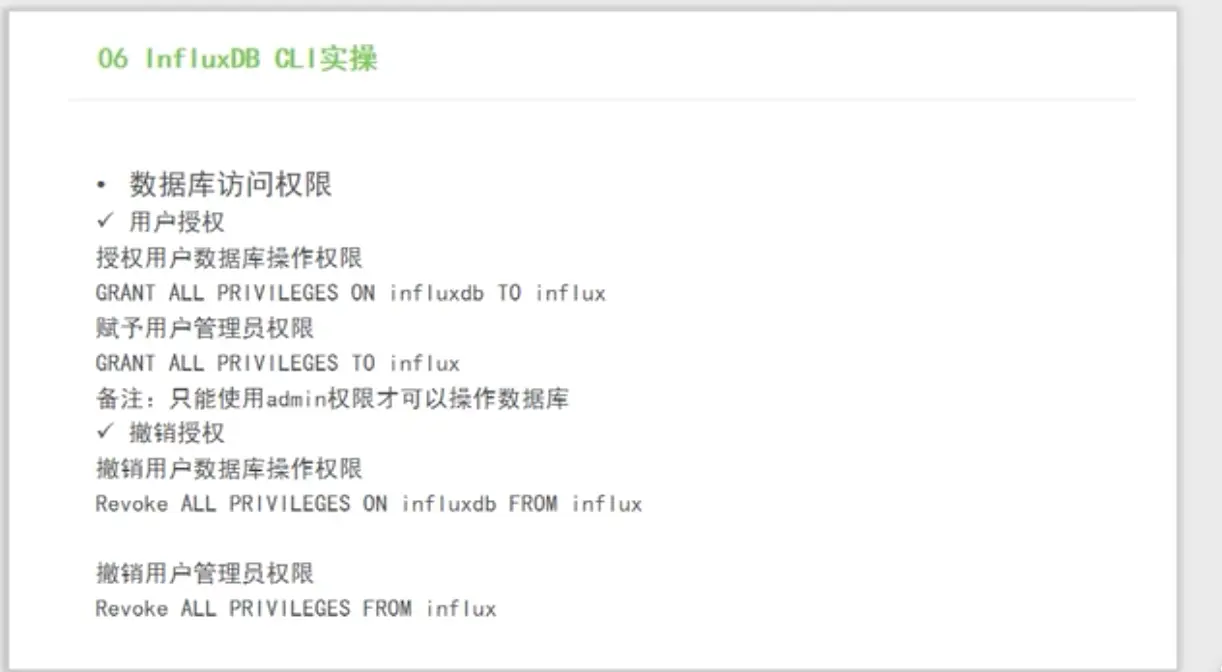 06 InfluxDB CLI实操
• 数据库访问权限
✓ 用户授权
授权用户数据库操作权限
GRANT ALL PRIVILEGES ON influxdb TO influx
赋予用户管理员权限
GRANT ALL PRIVILEGES TO influx
备注：只能使用admin权限才可以操作数据库
✓ 撤销授权
撤销用户数据库操作权限
Revoke ALL PRIVILEGES ON influxdb FROM influx
撤销用户管理员权限
Revoke ALL PRIVILEGES FROM influx